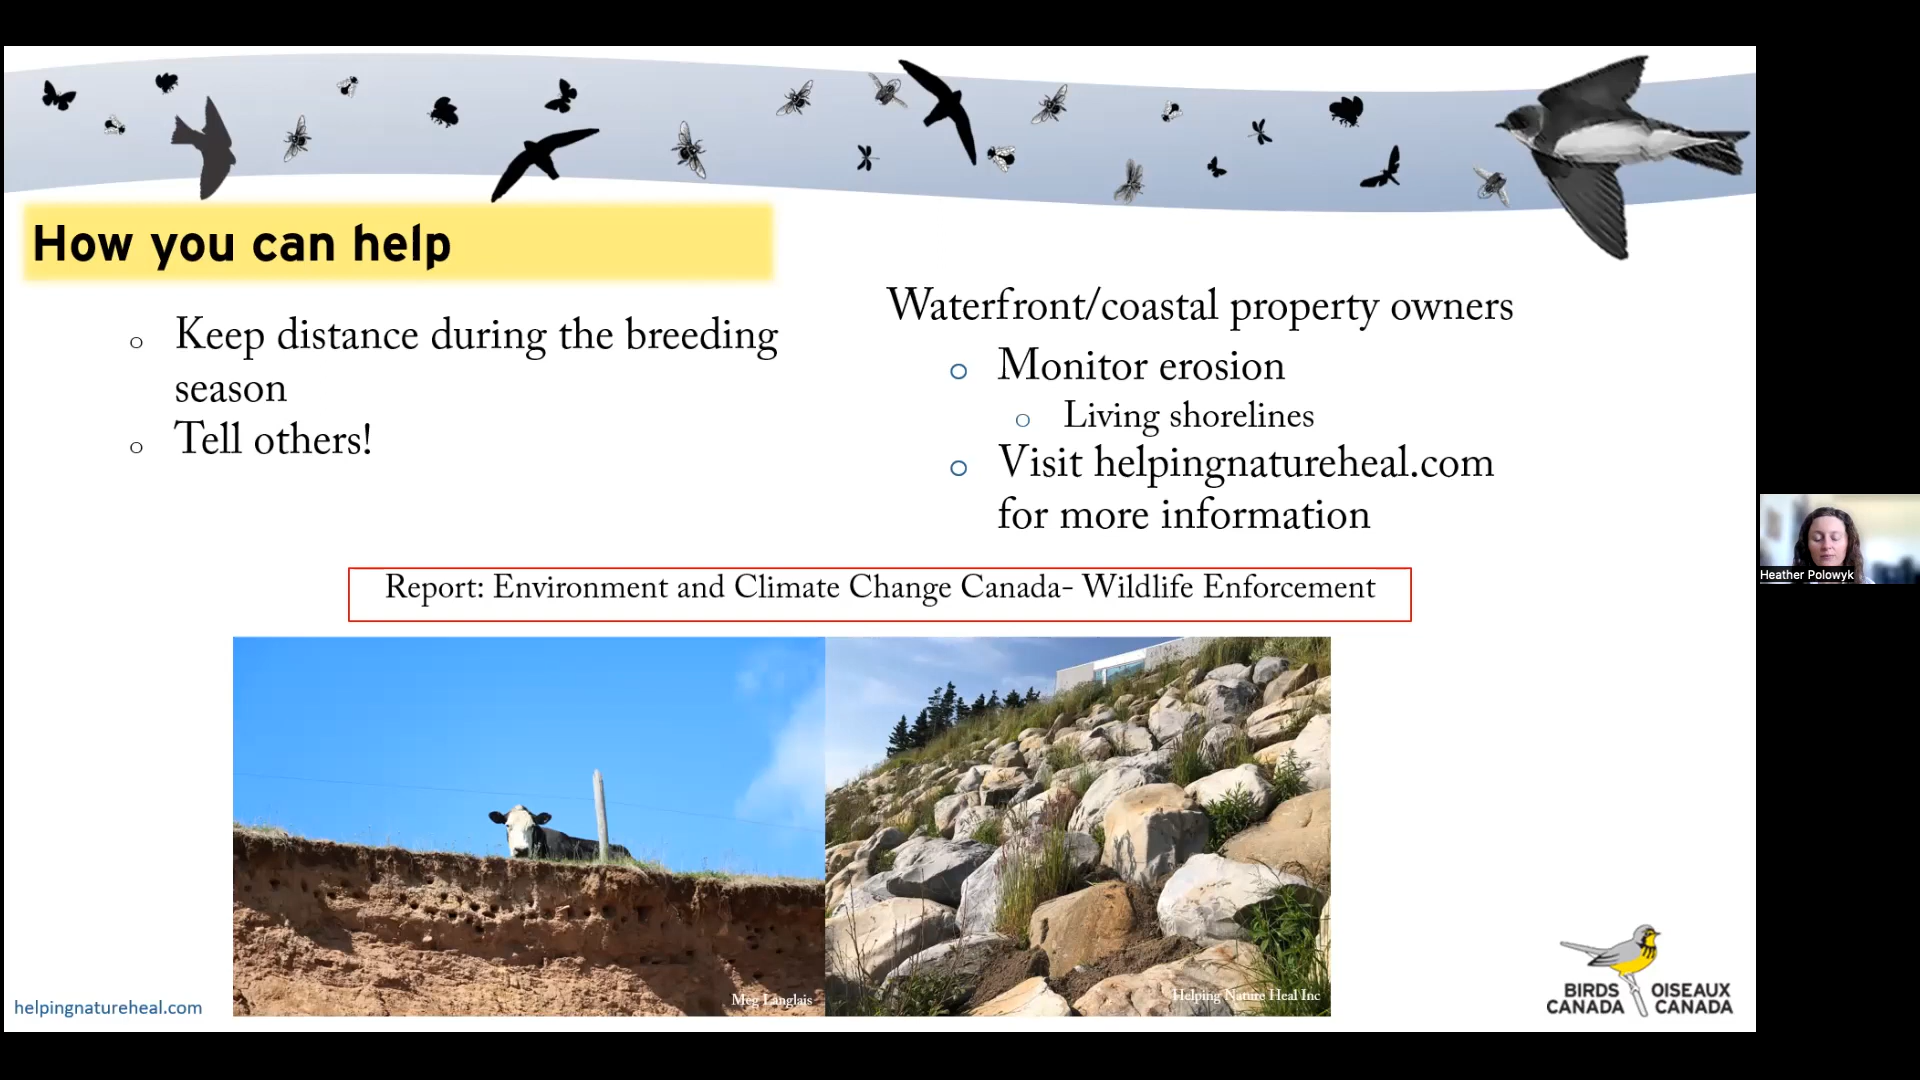 How you can help
Keep distance during the breeding
season
Tell others!
Waterfront/coastal property owners
Monitor erosion
Living shorelines
Visit helpingnatureheal.com
for more information
Report: Environment and Climate Change Canada- Wildlife Enforcement
Meg Langlais
Helping Nature Heal Inc
helpingnatureheal.com
BIRDS OISEAUX
CANADA CANADA
Heather Polowyk